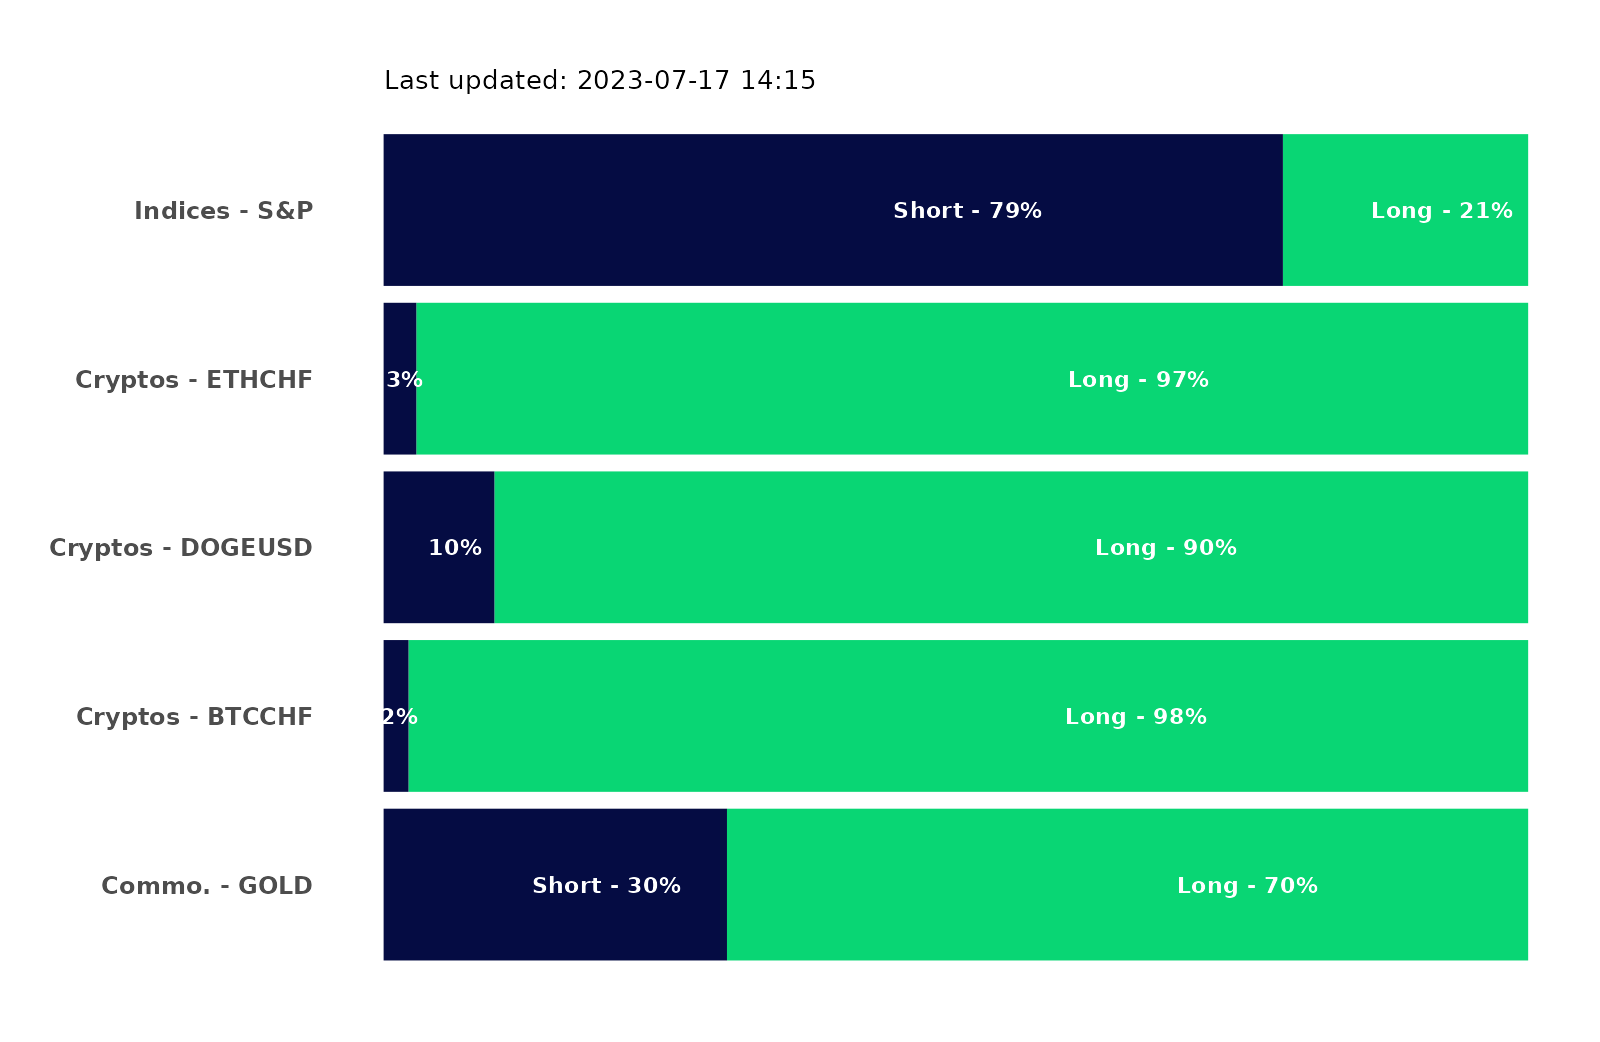 Last updated: 2023-07-17 14:15
Indices - S&P Short - 79% Long - 21%
Cryptos - ETHCHF 3% Long - 97%
Cryptos - DOGEUSD 10% Long - 90%
Cryptos - BTCCHF 2% Long - 98%
Commo. - GOLD Short - 30% Long - 70%